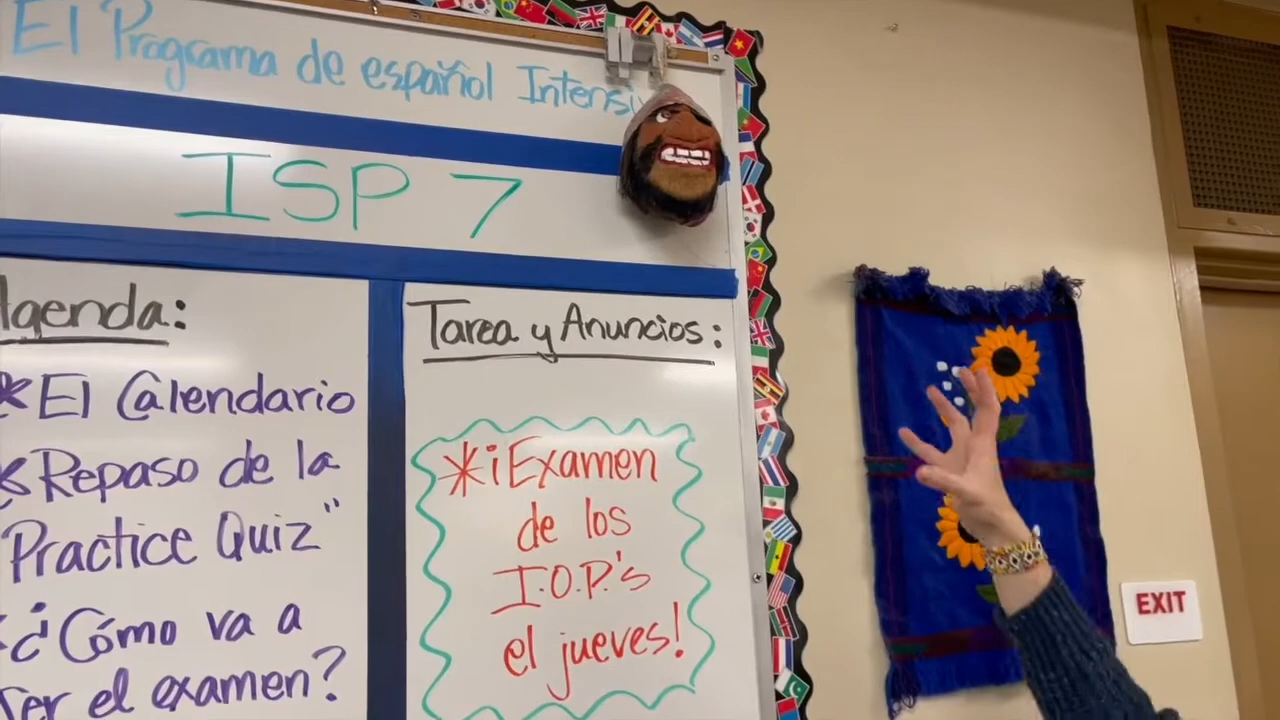 El Programa de español Intensi
ISP 7
Agenda:
* El Calendario
* Repaso de la
"Practice Quiz"
* ¿Cómo va a
ser el examen?
Tarea y Anuncios:
*¡Examen
de los
I.O.P.'s
el jueves!
EXIT